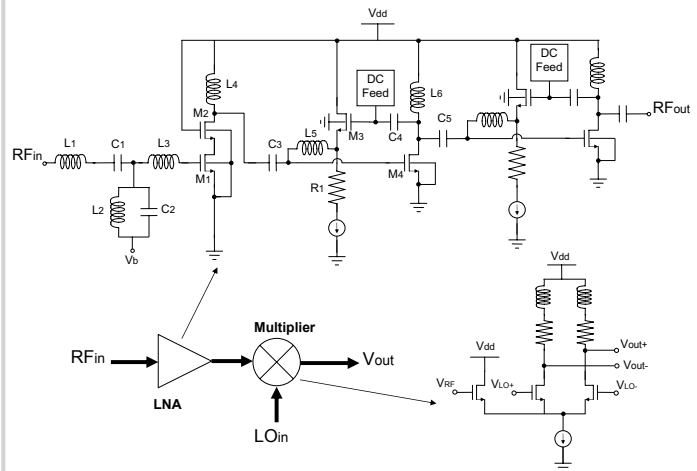 Vdd
DC
Feed
DC
Feed
L4
L6
M2
M3
C4
C5
RFout
L1
C1
L3
C3
L5
RFin
M1
M4
R1
L2
C2
Vb
Vdd
Multiplier
RFin
Vout
LNA
LOin
Vdd
VRF
VLO+
VLO-
Vout+
Vout-